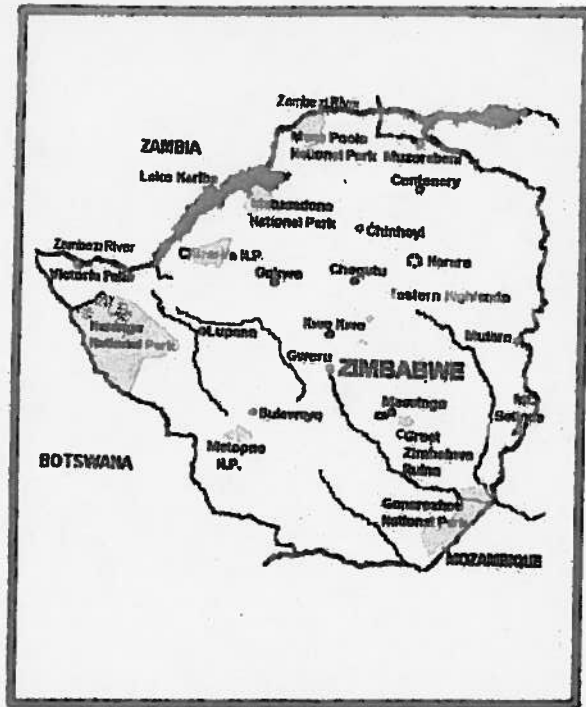 Zambezi River
ZAMBIA
Mana Pools
National Park
Muzarabani
Lake Kariba
Centenary
Matusadona
National Park
Chinhoyi
Zambezi River
Victoria Falls
Chizarira N.P.
Gokwe
Chegutu
Harare
Eastern Highlands
Hwange
National Park
Lupane
Kwe Kwe
Mutare
Gweru
ZIMBABWE
Masvingo
Mt.
Selinda
Bulawayo
Great
Zimbabwe
Ruins
Matopos
N.P.
BOTSWANA
Gonarezhou
National Park
MOZAMBIQUE